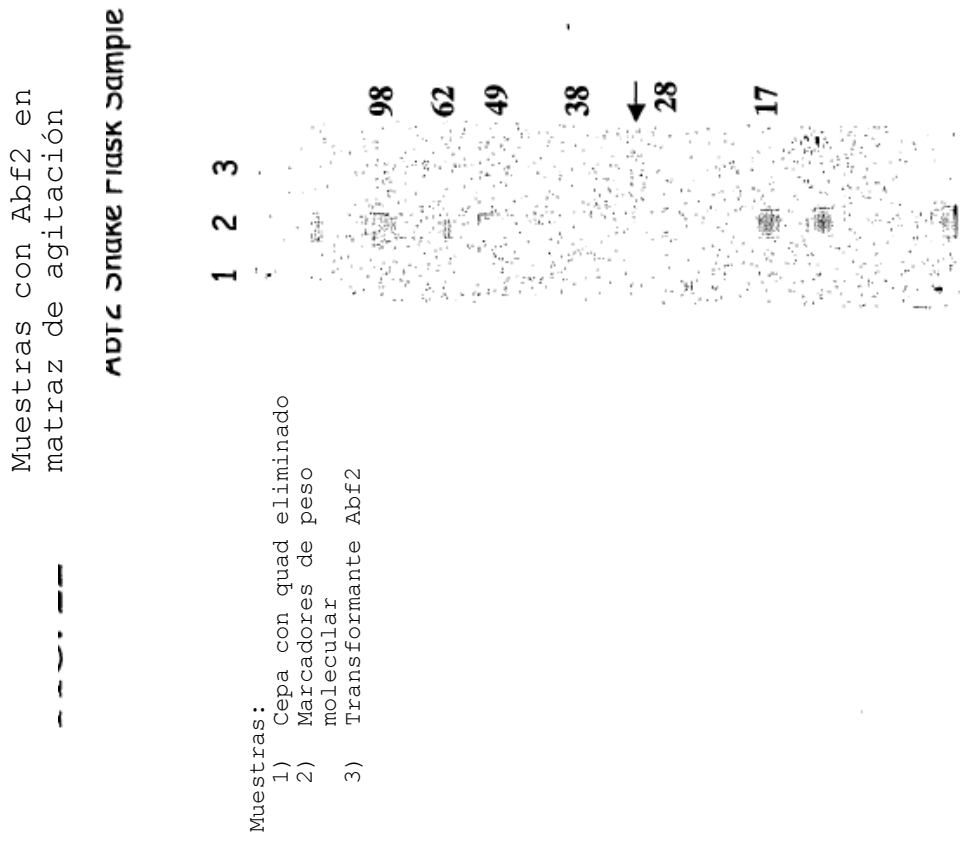 Muestras con Abf2 en
matraz de agitación
Abf2 Shake Flask Sample
1 2 3
98
62
49
38
28
17
Muestras:
1) Cepa con quad eliminado
2) Marcadores de peso
molecular
3) Transformante Abf2